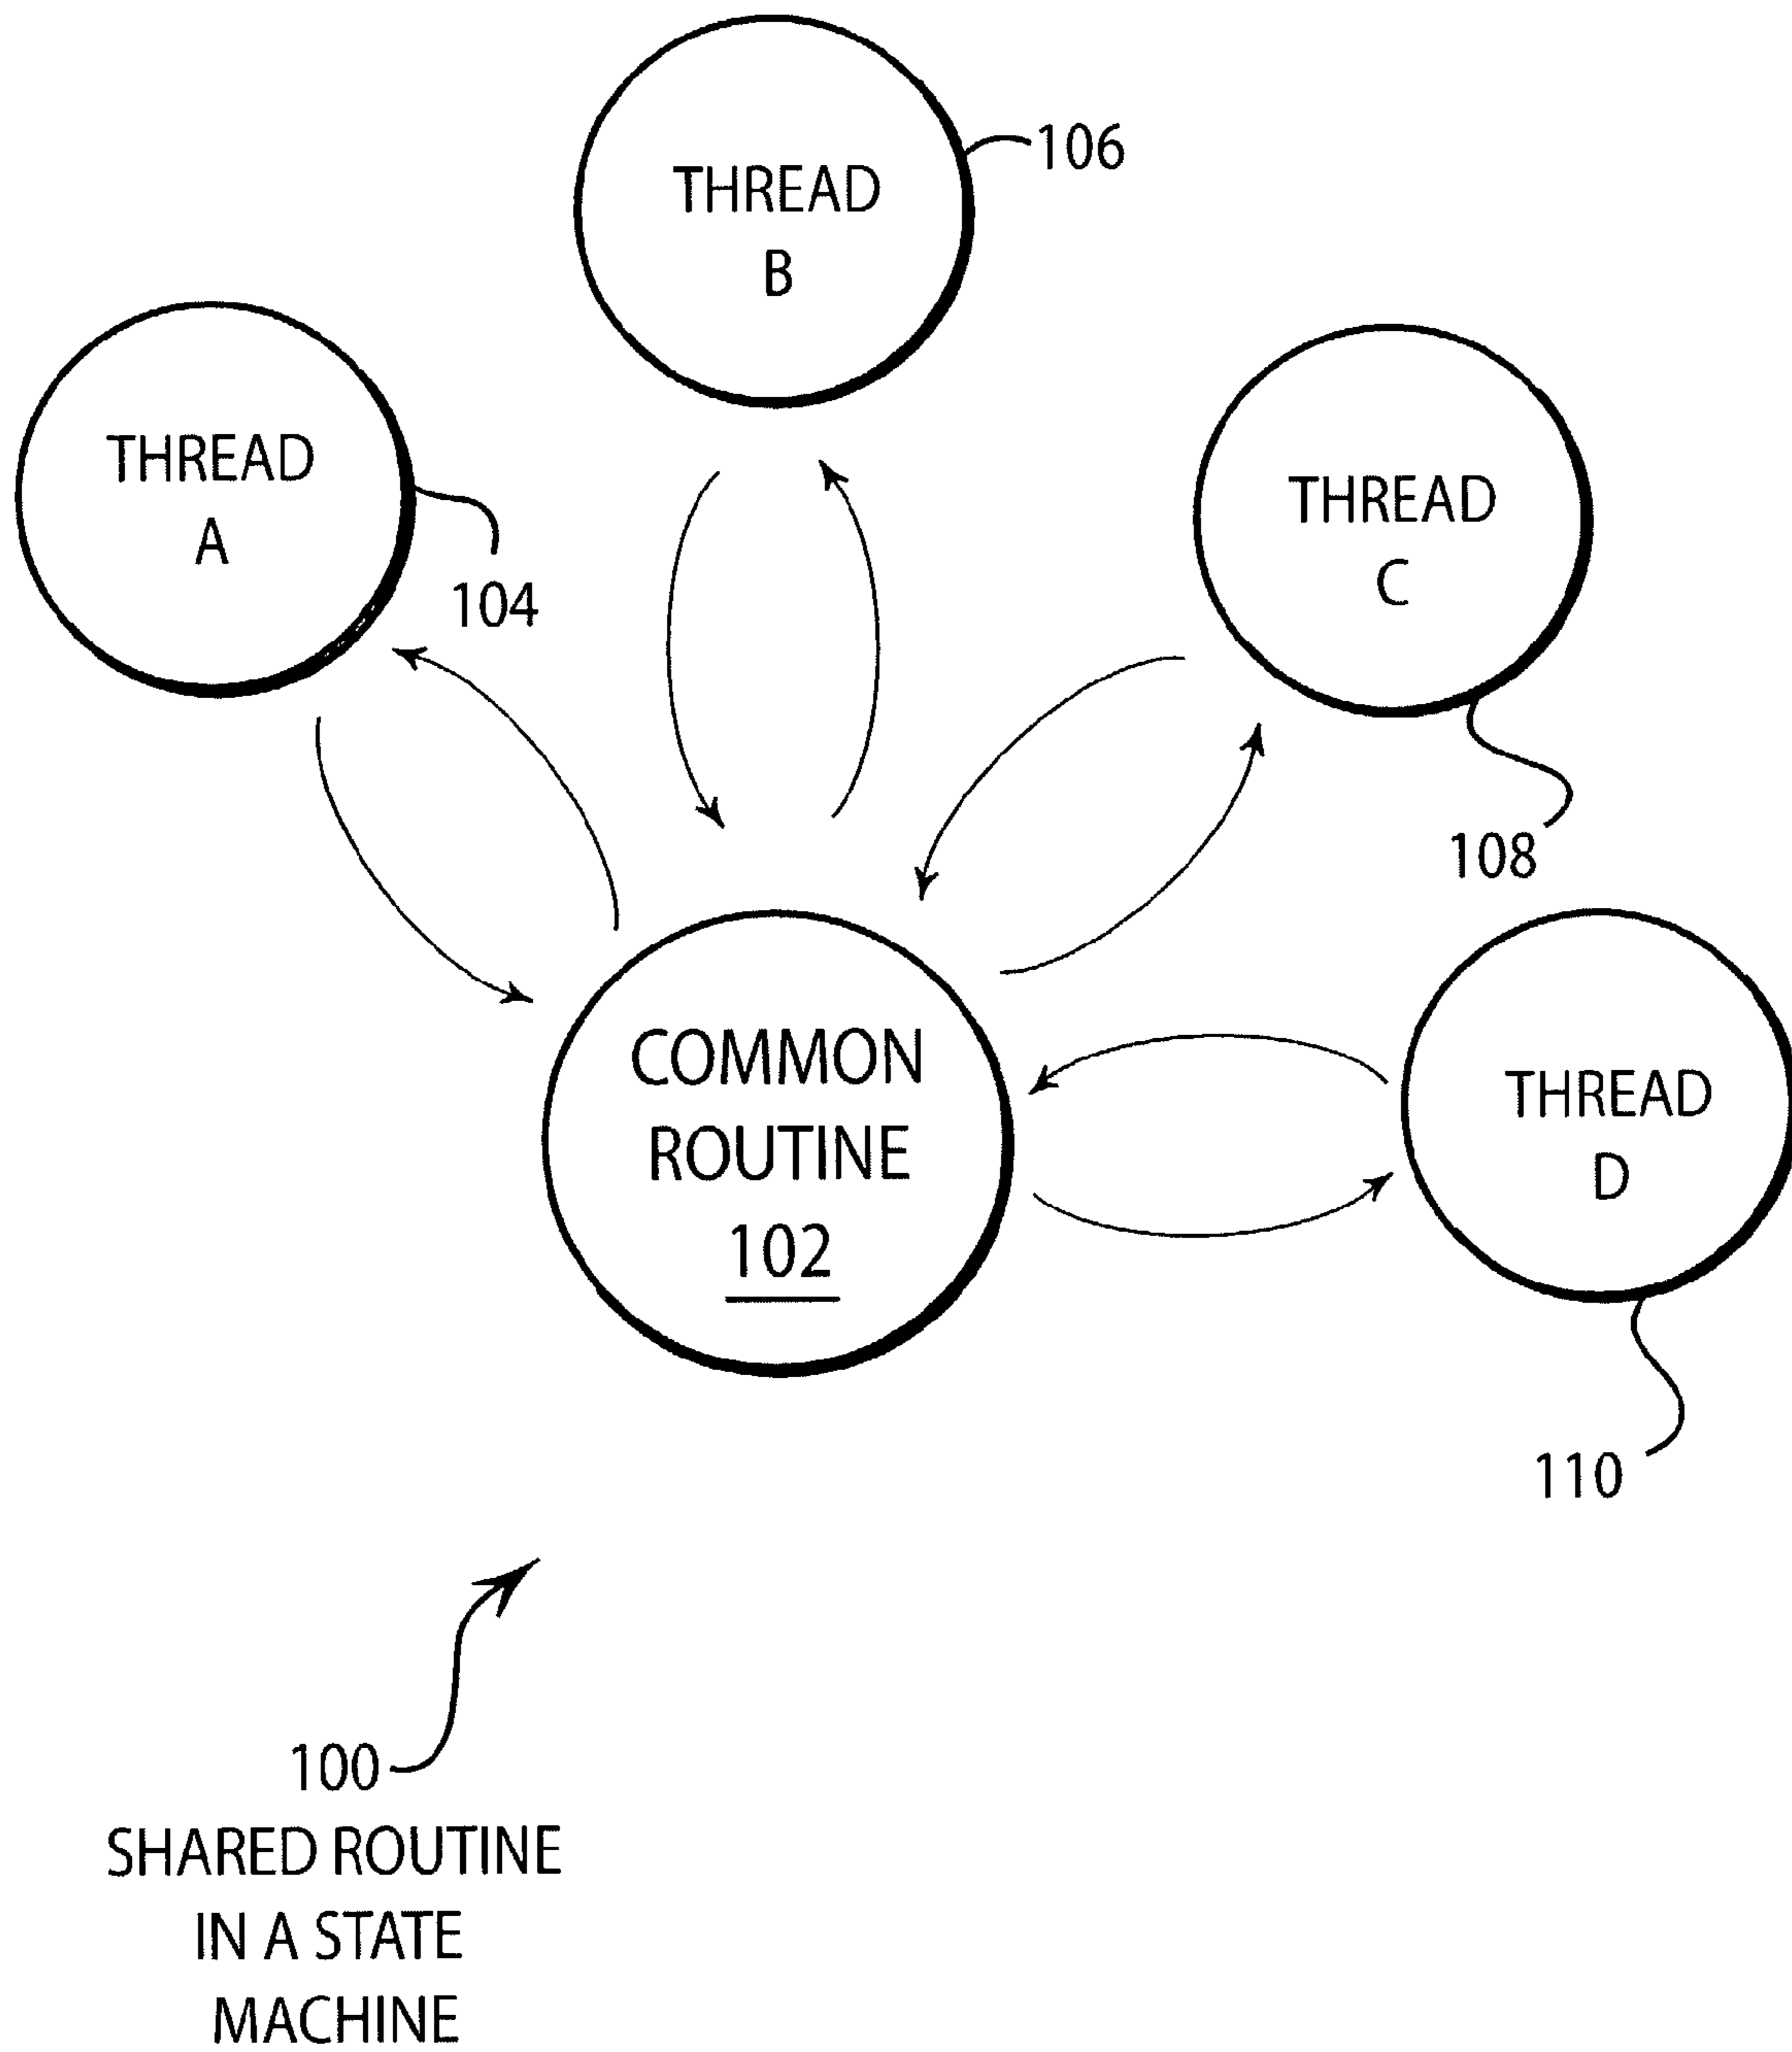 THREAD
B
106
THREAD
A
104
THREAD
C
108
COMMON
ROUTINE
102
THREAD
D
110
100
SHARED ROUTINE
IN A STATE
MACHINE